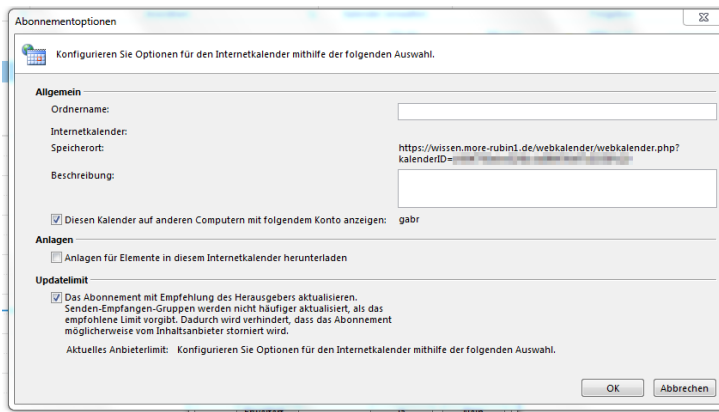 Abonnementoptionen
Konfigurieren Sie Optionen für den Internetkalender mithilfe der folgenden Auswahl.
Allgemein
Ordnername:
Internetkalender:
Speicherort: https://wissen.more-rubin1.de/webkalender/webkalender.php?
kalenderID=
Beschreibung:
Diesen Kalender auf anderen Computern mit folgendem Konto anzeigen: gabr
Anlagen
Anlagen für Elemente in diesem Internetkalender herunterladen
Updatelimit
Das Abonnement mit Empfehlung des Herausgebers aktualisieren.
Senden-Empfangen-Gruppen werden nicht häufiger aktualisiert, als das
empfohlene Limit vorgibt. Dadurch wird verhindert, dass das Abonnement
möglicherweise vom Inhaltsanbieter storniert wird.
Aktuelles Anbieterlimit: Konfigurieren Sie Optionen für den Internetkalender mithilfe der folgenden Auswahl.
OK Abbrechen